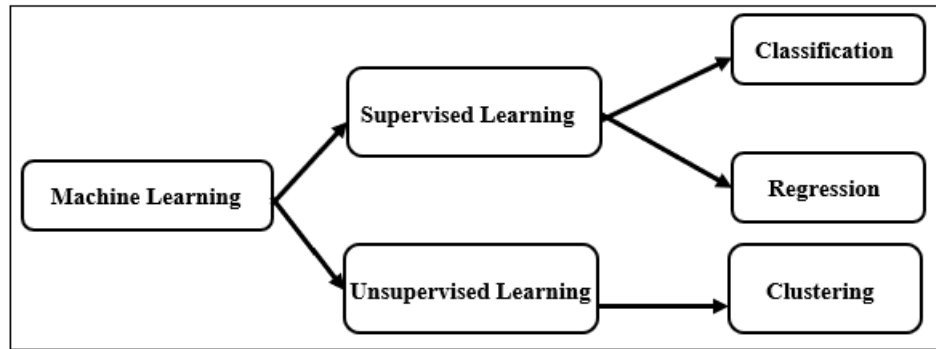 Classification
Supervised Learning
Machine Learning
Regression
Unsupervised Learning
Clustering